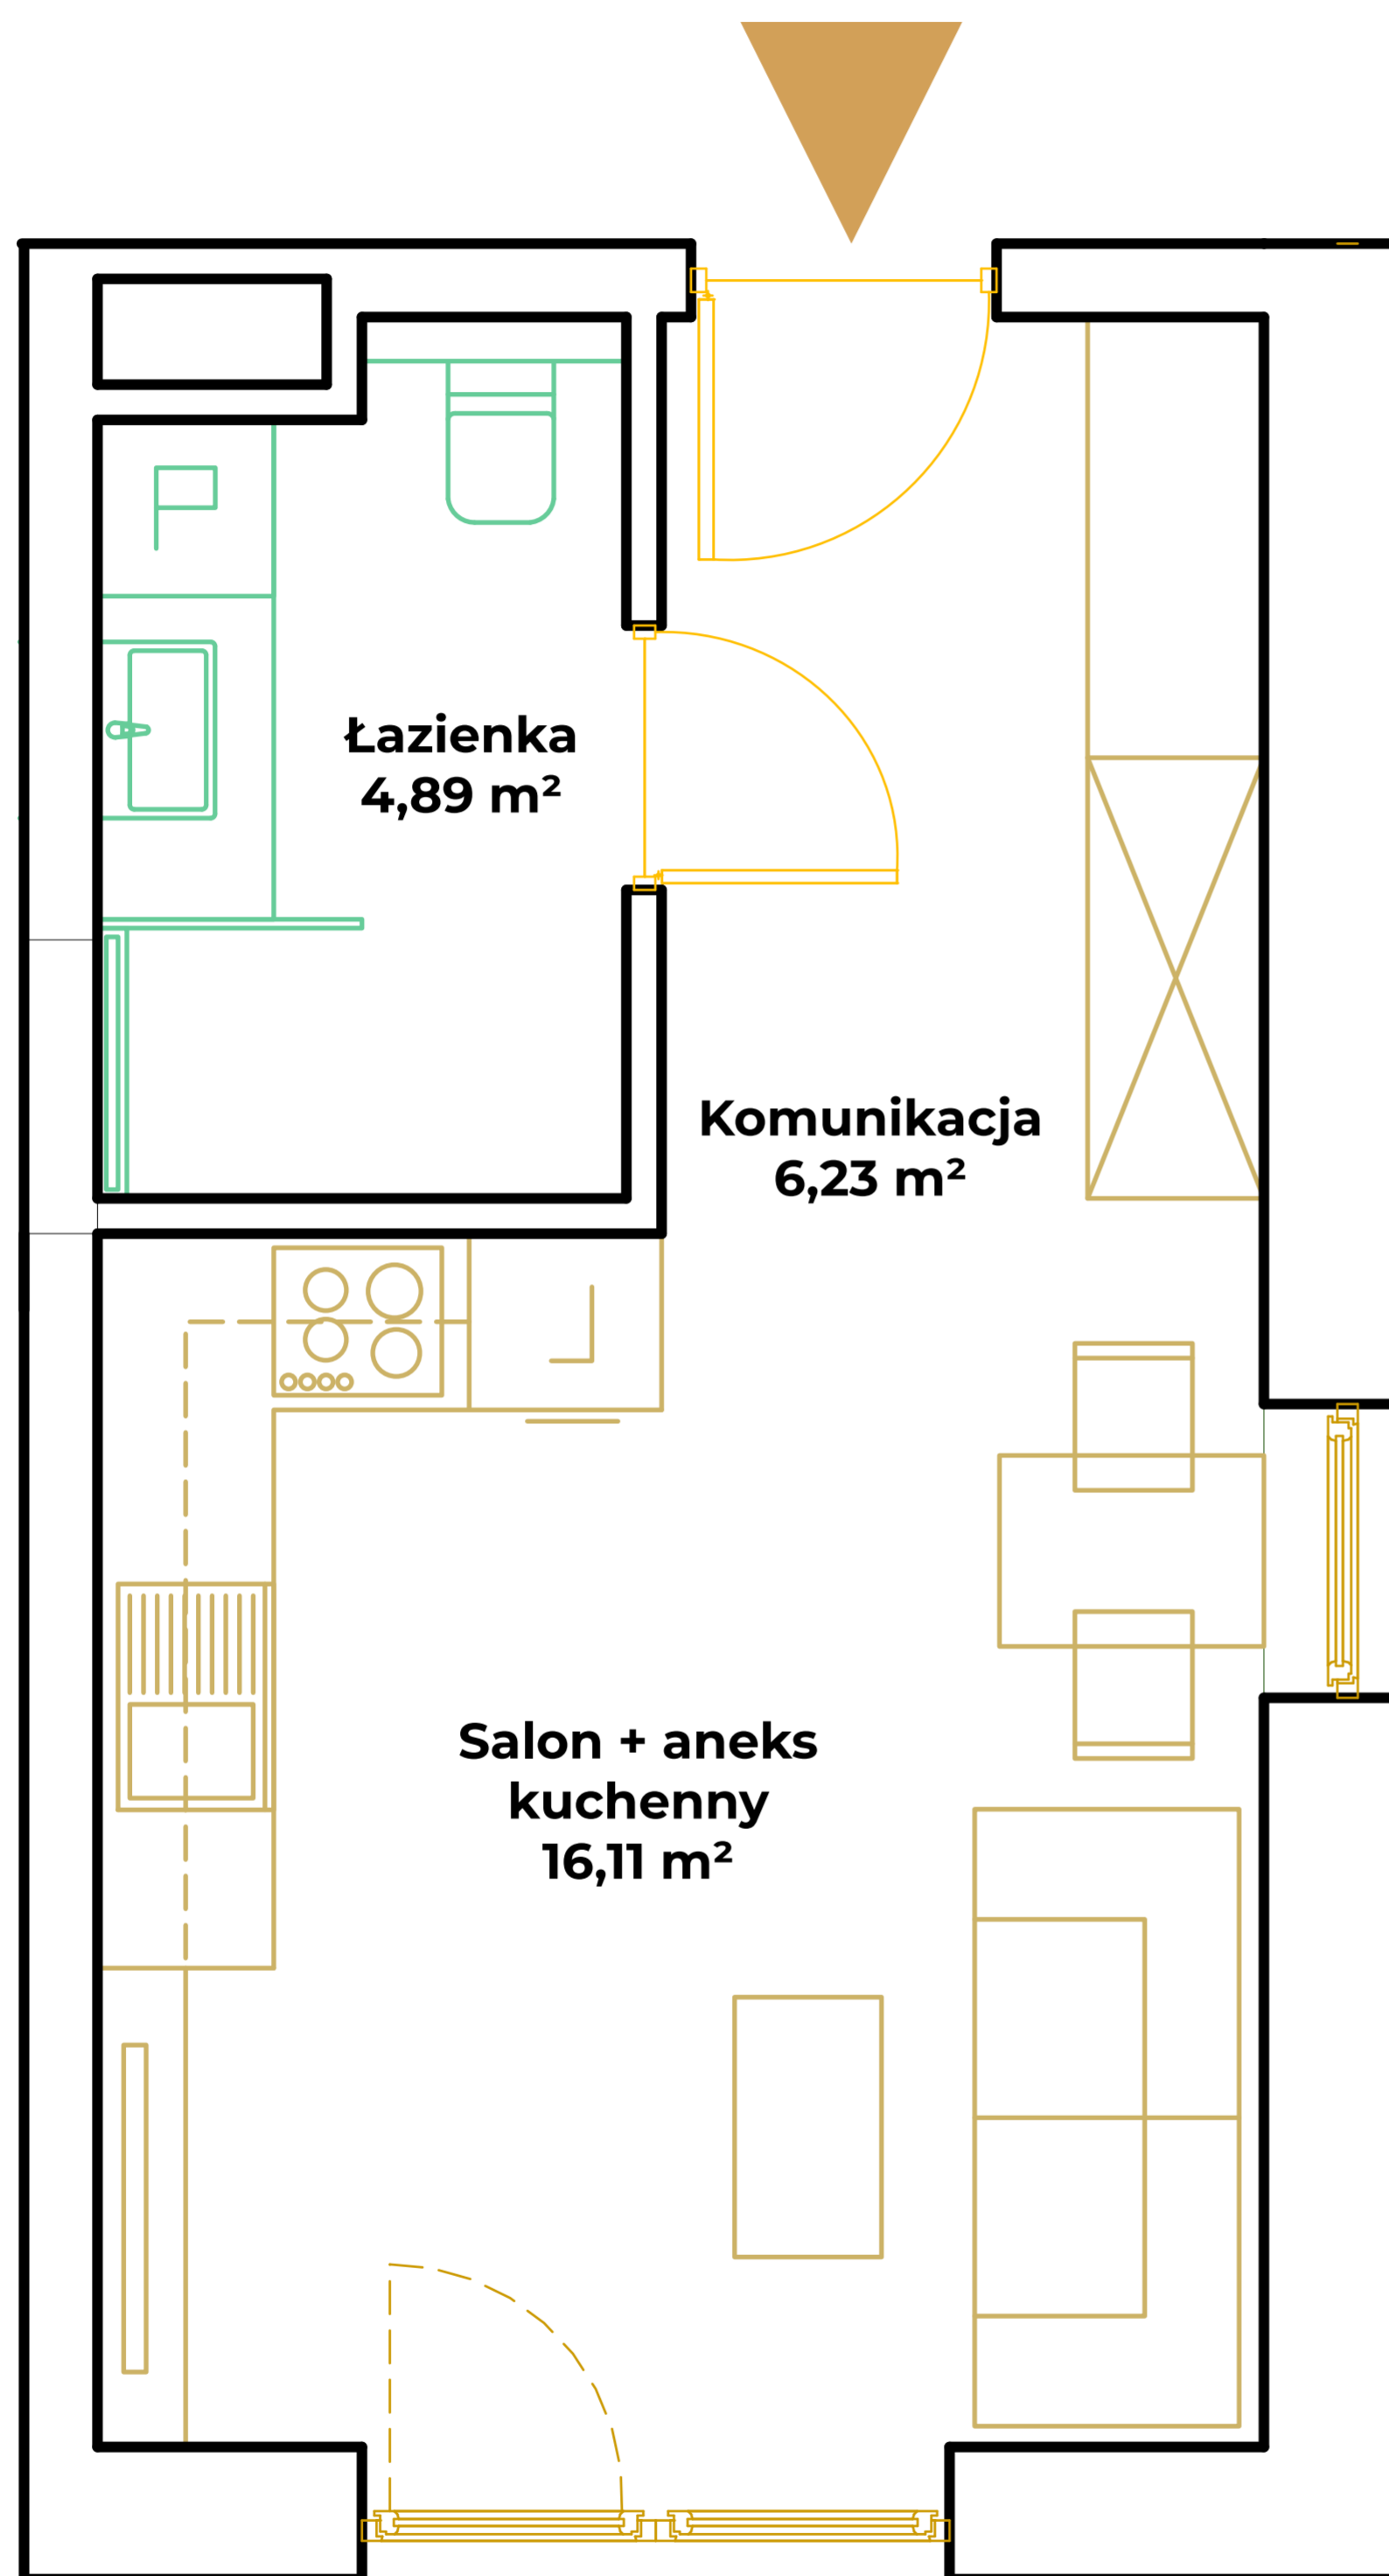 Łazienka
4,89 m²
Komunikacja
6,23 m²
Salon + aneks
kuchenny
16,11 m²